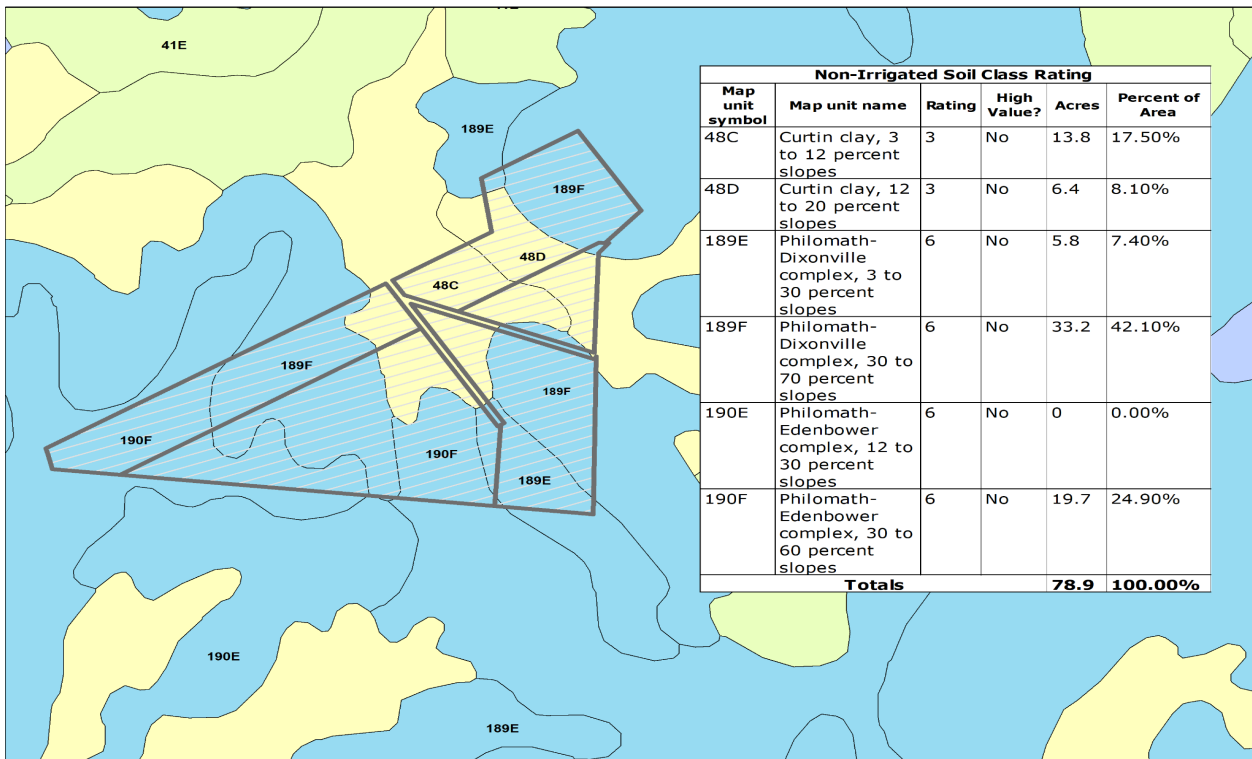 41E
189E
189F
48D
48C
189F
189F
190F
190F
189E
190E
189E
Non-Irrigated Soil Class Rating
Map unit symbol Map unit name Rating High Value? Acres Percent of Area
48C Curtin clay, 3 3 No 13.8 17.50%
to 12 percent
slopes
48D Curtin clay, 12 3 No 6.4 8.10%
to 20 percent
slopes
189E Philomath- 6 No 5.8 7.40%
Dixonville
complex, 3 to
30 percent
slopes
189F Philomath- 6 No 33.2 42.10%
Dixonville
complex, 30 to
70 percent
slopes
190E Philomath- 6 No 0 0.00%
Edenbower
complex, 12 to
30 percent
slopes
190F Philomath- 6 No 19.7 24.90%
Edenbower
complex, 30 to
60 percent
slopes
Totals 78.9 100.00%